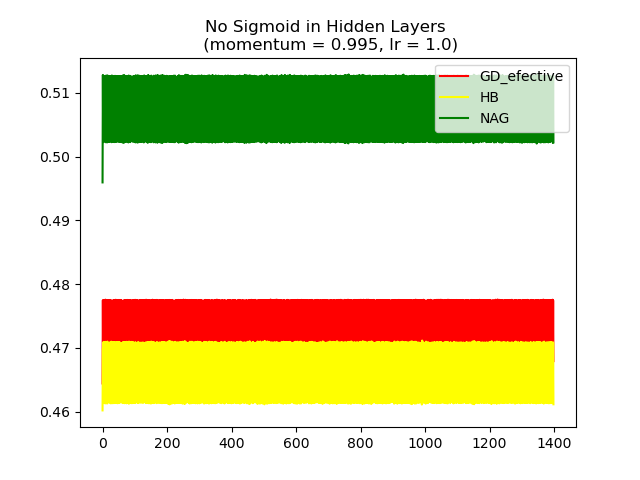 No Sigmoid in Hidden Layers
(momentum = 0.995, lr = 1.0)
GD_efective
HB
NAG
0.51
0.50
0.49
0.48
0.47
0.46
0 200 400 600 800 1000 1200 1400